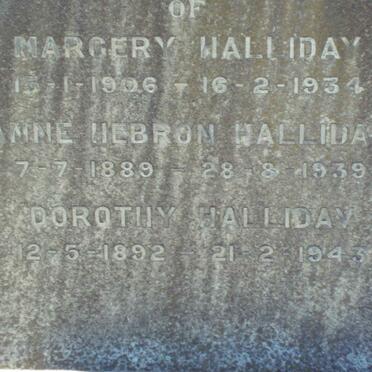 OF
MARGERY HALLIDAY
15-1-1906 - 16-2-1934
ANNE HEBRON HALLIDAY
7-7-1889 - 28-8-1939
DOROTHY HALLIDAY
12-5-1892 - 21-2-1943